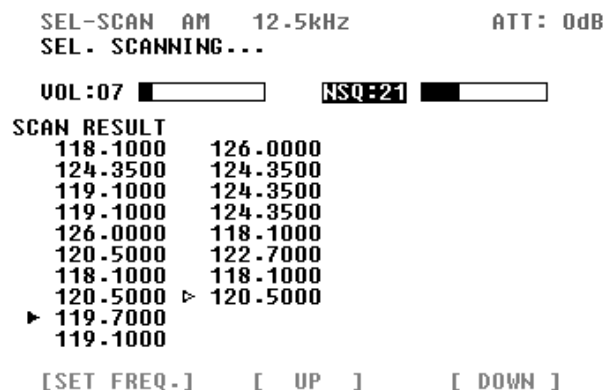 SEL-SCAN AM 12.5kHz ATT: 0dB
SEL. SCANNING...
VOL:07 NSQ:21
SCAN RESULT
118.1000 126.0000
124.3500 124.3500
119.1000 124.3500
119.1000 124.3500
126.0000 118.1000
120.5000 122.7000
118.1000 118.1000
120.5000 ▷ 120.5000
▶ 119.7000
119.1000
[SET FREQ.] [ UP ] [ DOWN ]